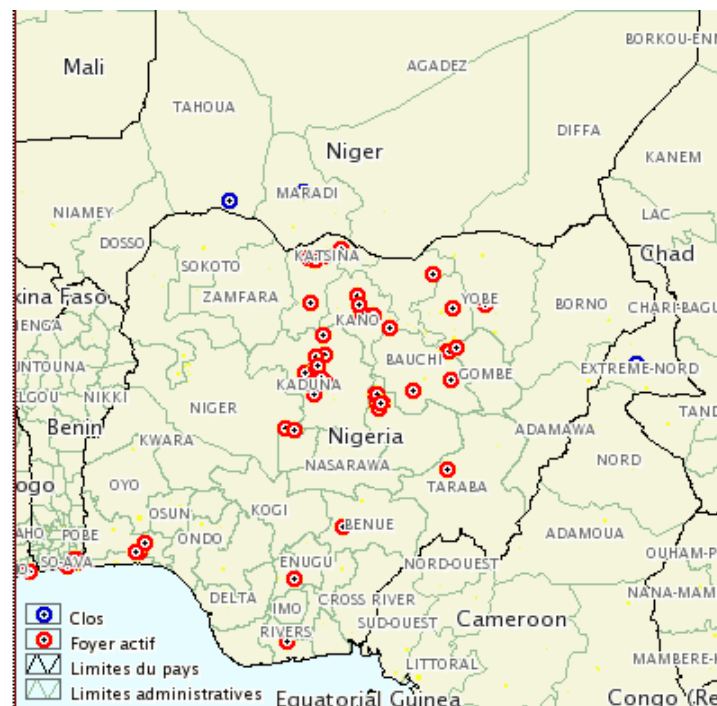 BORKOU-ENN
Mali
AGADEZ
TAHOUA
DIFFA
Niger
KANEM
MARADI
NIAMEY
LAC
DOSSO
KATSINA
Chad
SOKOTO
kina Faso
ZAMFARA
YOBE
BORNO
CHARI-BAGU
KANO
ENGA
BAUCHI
UNTOUNA
GOMBE
EXTREME-NORD
KADUNA
ELGOU
NIKKI
NIGER
TAND
Benin
ADAMAWA
Nigeria
KWARA
NORD
NASARAWA
OYO
TARABA
ogo
KOGI
OSUN
BENUE
AHO
POBE
ONDO
ADAMOUA
OUHAM-P
SO-AVA
ENUGU
NORD-OUEST
O
DELTA
CROSS RIVER
NANA-MAM
IMO
Clos
SUD-OUEST
Cameroon
RIVERS
Foyer actif
LITTORAL
MAMBERE-K
Limites du pays
Limites administratives
Equatorial Guinea
Congo (Re